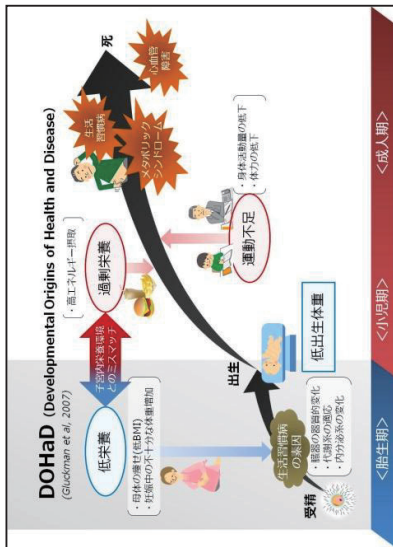 DOHaD (Developmental Origins of Health and Disease)
(Gluckman et al, 2007)
低栄養
子宮内栄養環境
とのミスマッチ
過剰栄養
・高エネルギー摂取
・母体の痩せ(低BMI)
・妊娠中の不十分な体重増加
生活習慣病
の素因
受精
・臓器の器質的変化
・代謝系の適応
・内分泌系の変化
出生
低出生体重
運動不足
・身体活動量の低下
・体力の低下
生活
習慣病
メタボリック
シンドローム
心血管
障害
死
<胎生期>
<小児期>
<成人期>